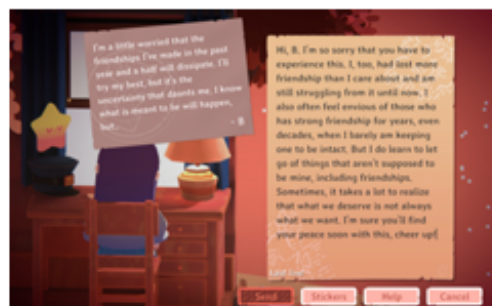 I'm a little worried that the
friendships I've made in the past
year and a half will dissipate. I'll
try my best, but it's the
uncertainty that daunts me. I know
what is meant to be will happen,
but...
- B
Hi, B. I'm so sorry that you have to
experience this. I, too, had lost more
friendship than I care about and am
still struggling from it until now. I
also often feel envious of those who
has strong friendship for years, even
decades, when I barely am keeping
one to be intact. But I do learn to let
go of things that aren't supposed to
be mine, including friendships.
Sometimes, it takes a lot to realize
that what we deserve is not always
what we want. I'm sure you'll find
your peace soon with this, cheer up!
Send
Stickers
Help
Cancel